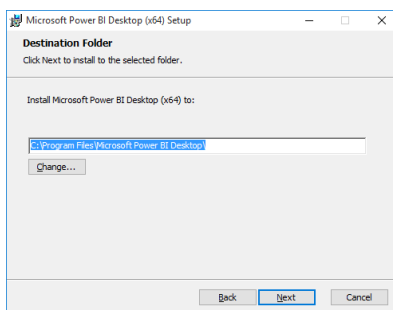 Microsoft Power BI Desktop (x64) Setup
Destination Folder
Click Next to install to the selected folder.
Install Microsoft Power BI Desktop (x64) to:
C:\Program Files\Microsoft Power BI Desktop\
Change...
Back Next Cancel